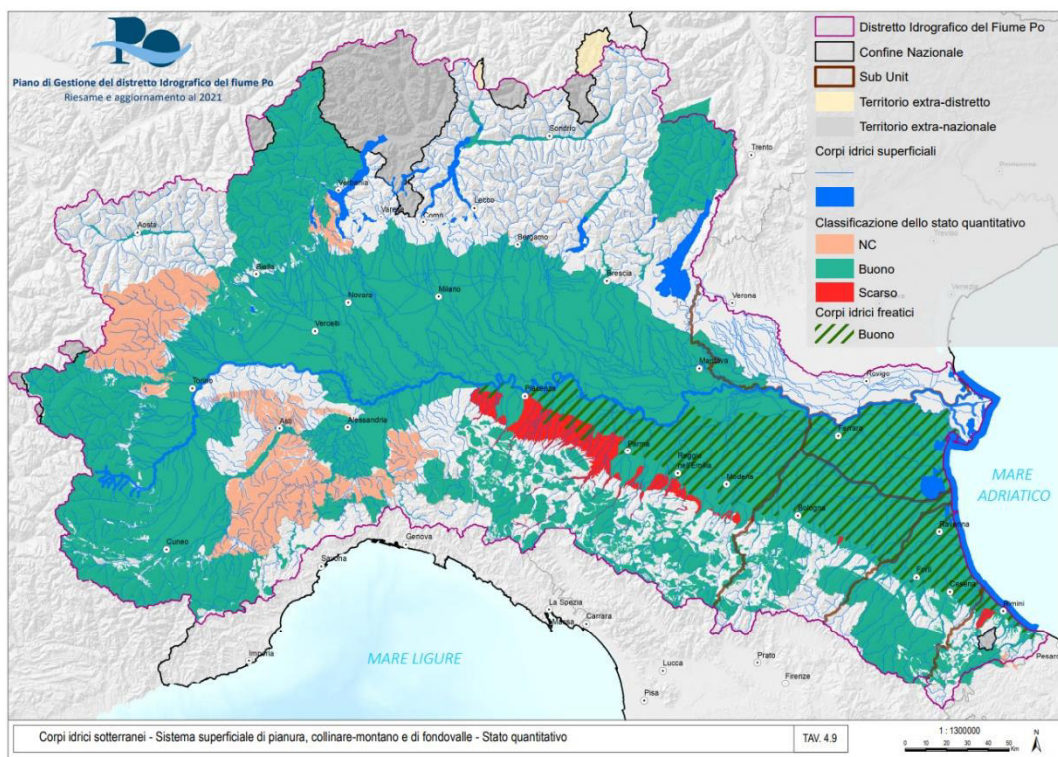 Po
Piano di Gestione del distretto Idrografico del fiume Po
Riesame e aggiornamento al 2021
Distretto Idrografico del Fiume Po
Confine Nazionale
Sub Unit
Territorio extra-distretto
Territorio extra-nazionale
Corpi idrici superficiali
Classificazione dello stato quantitativo
NC
Buono
Scarso
Corpi idrici freatici
Buono
Sondrio
Trento
Verbania
Aosta
Varese
Como
Lecco
Bergamo
Treviso
Biella
Brescia
Novara
Milano
Verona
Venezia
Vercelli
Mantova
Rovigo
Torino
Piacenza
Asti
Alessandria
Parma
Ferrara
Reggio
nell'Emilia
Modena
MARE
ADRIATICO
Bologna
Ravenna
Cuneo
Genova
Savona
Forlì
Cesena
Rimini
La Spezia
Massa
Carrara
Pesaro
Imperia
MARE LIGURE
Lucca
Prato
Firenze
Pisa
Corpi idrici sotterranei - Sistema superficiale di pianura, collinare-montano e di fondovalle - Stato quantitativo
TAV. 4.9
1 : 1300000
0 10 20 30 40 50
Km
N